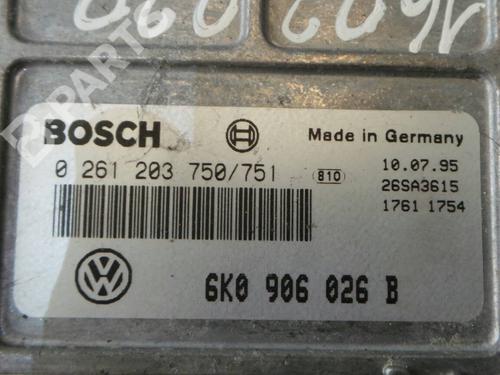 BOSCH
Made in Germany
0 261 203 750/751
810
10.07.95
26SA3615
1761 1754
VW
6K0 906 026 B